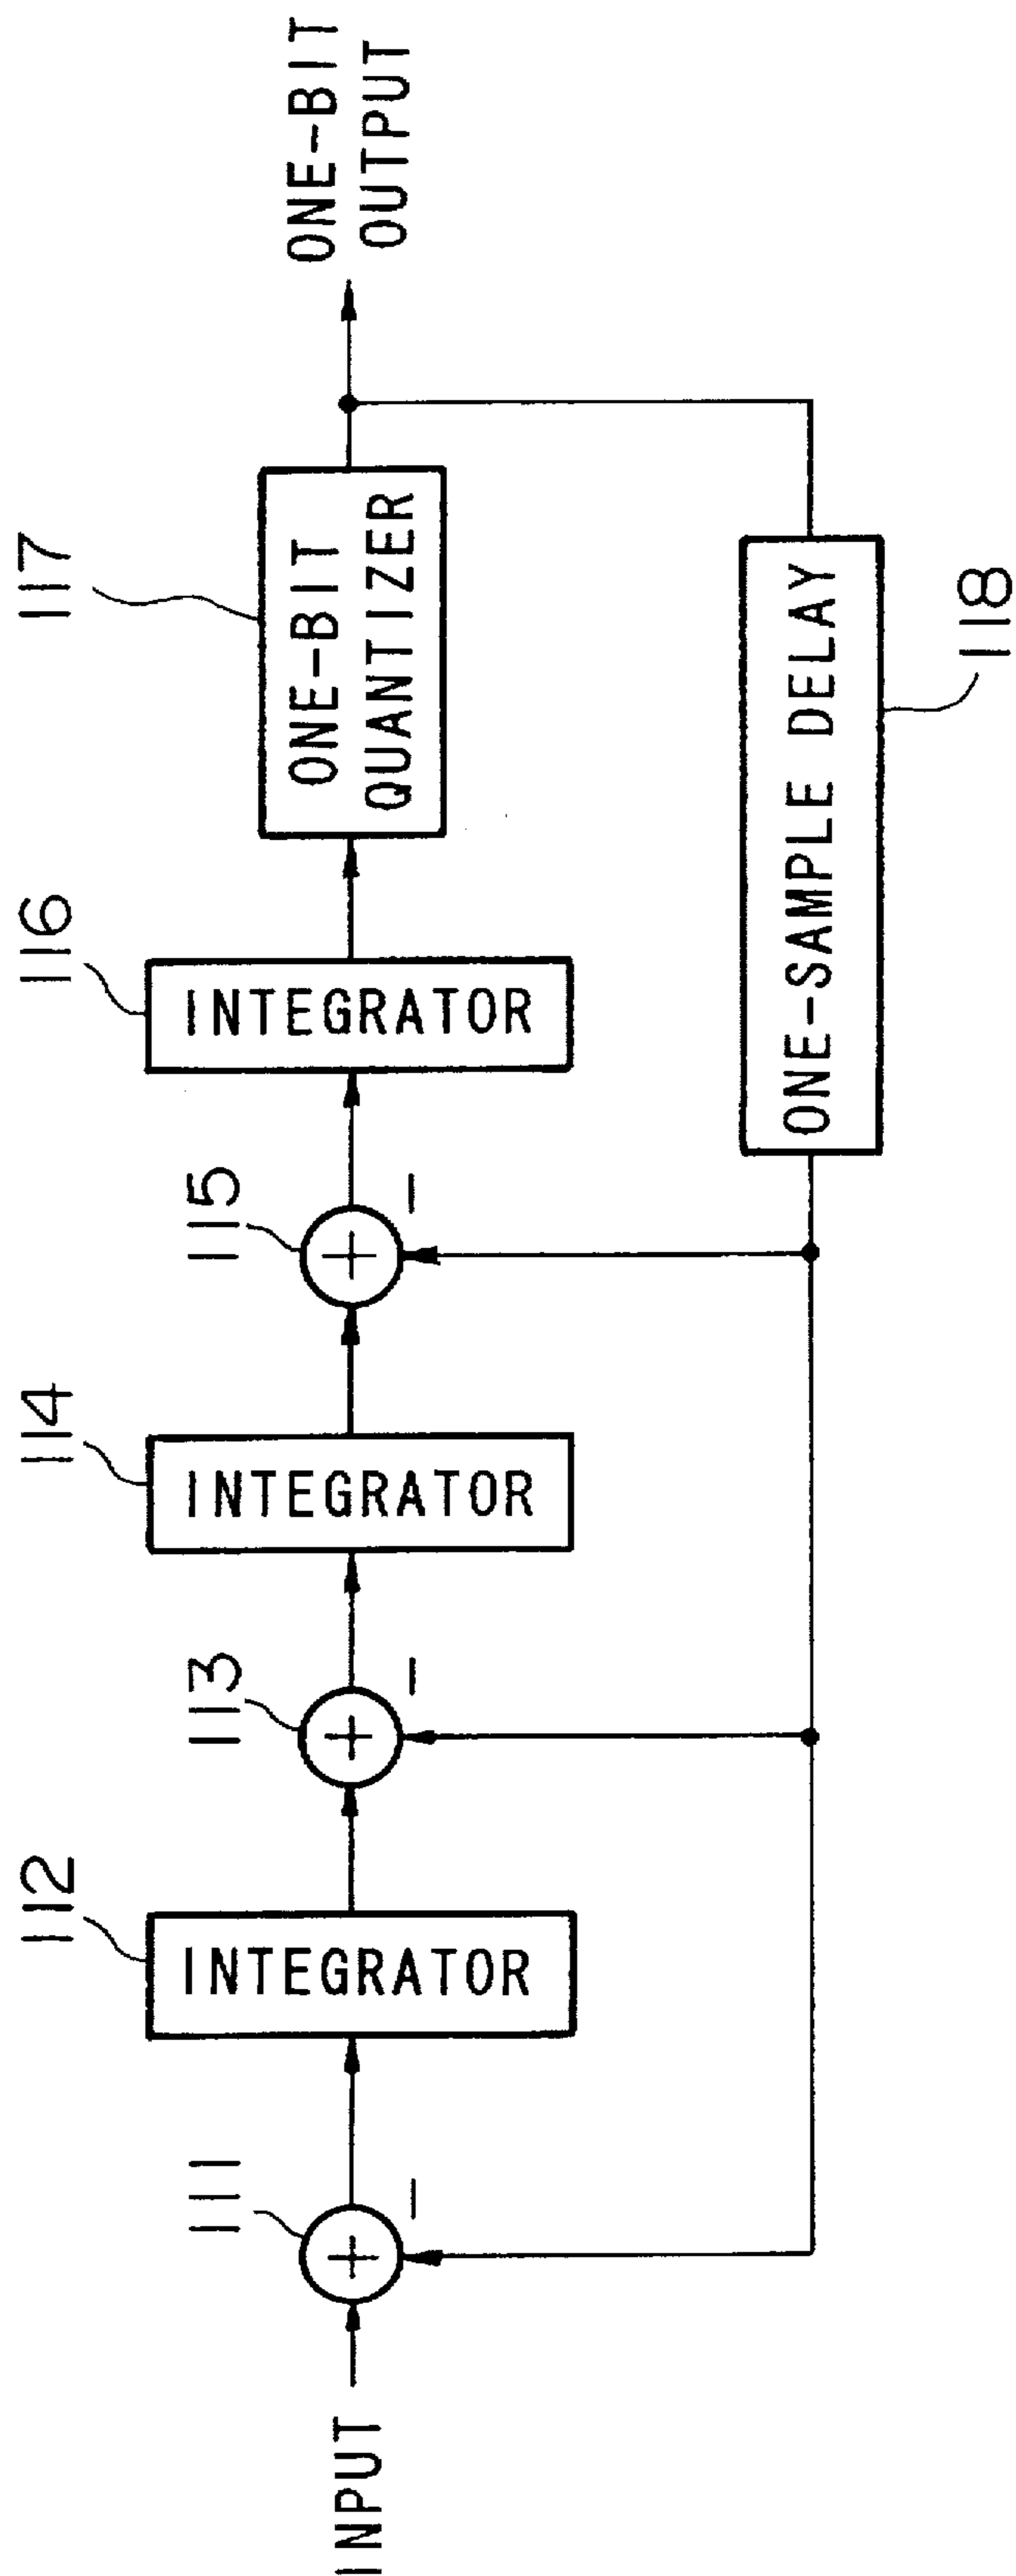 112
114
116
117
111
113
115
INPUT
INTEGRATOR
INTEGRATOR
INTEGRATOR
ONE-BIT
QUANTIZER
ONE-BIT
OUTPUT
+
+
+
−
−
−
ONE-SAMPLE DELAY
118